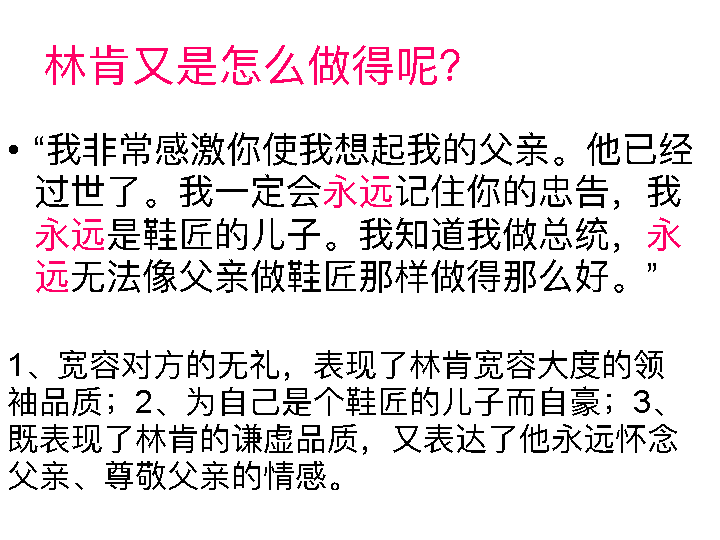 林肯又是怎么做得呢?
• “我非常感激你使我想起我的父亲。他已经
过世了。我一定会永远记住你的忠告，我
永远是鞋匠的儿子。我知道我做总统，永
远无法像父亲做鞋匠那样做得那么好。”
1、宽容对方的无礼，表现了林肯宽容大度的领
袖品质；2、为自己是个鞋匠的儿子而自豪；3、
既表现了林肯的谦虚品质，又表达了他永远怀念
父亲、尊敬父亲的情感。